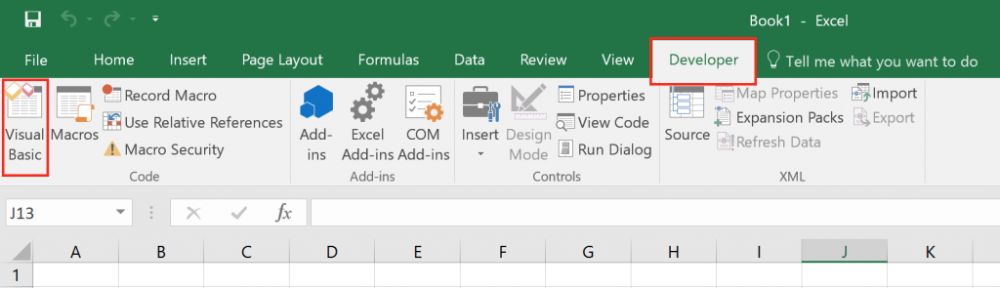 Book1 - Excel
File Home Insert Page Layout Formulas Data Review View Developer Tell me what you want to do
Visual Basic
Macros
Record Macro
Use Relative References
Macro Security
Code
Add-ins
Excel Add-ins
COM Add-ins
Add-ins
Insert
Design Mode
Properties
View Code
Run Dialog
Controls
Source
Map Properties
Expansion Packs
Refresh Data
Import
Export
XML
J13
fx
A B C D E F G H I J K
1